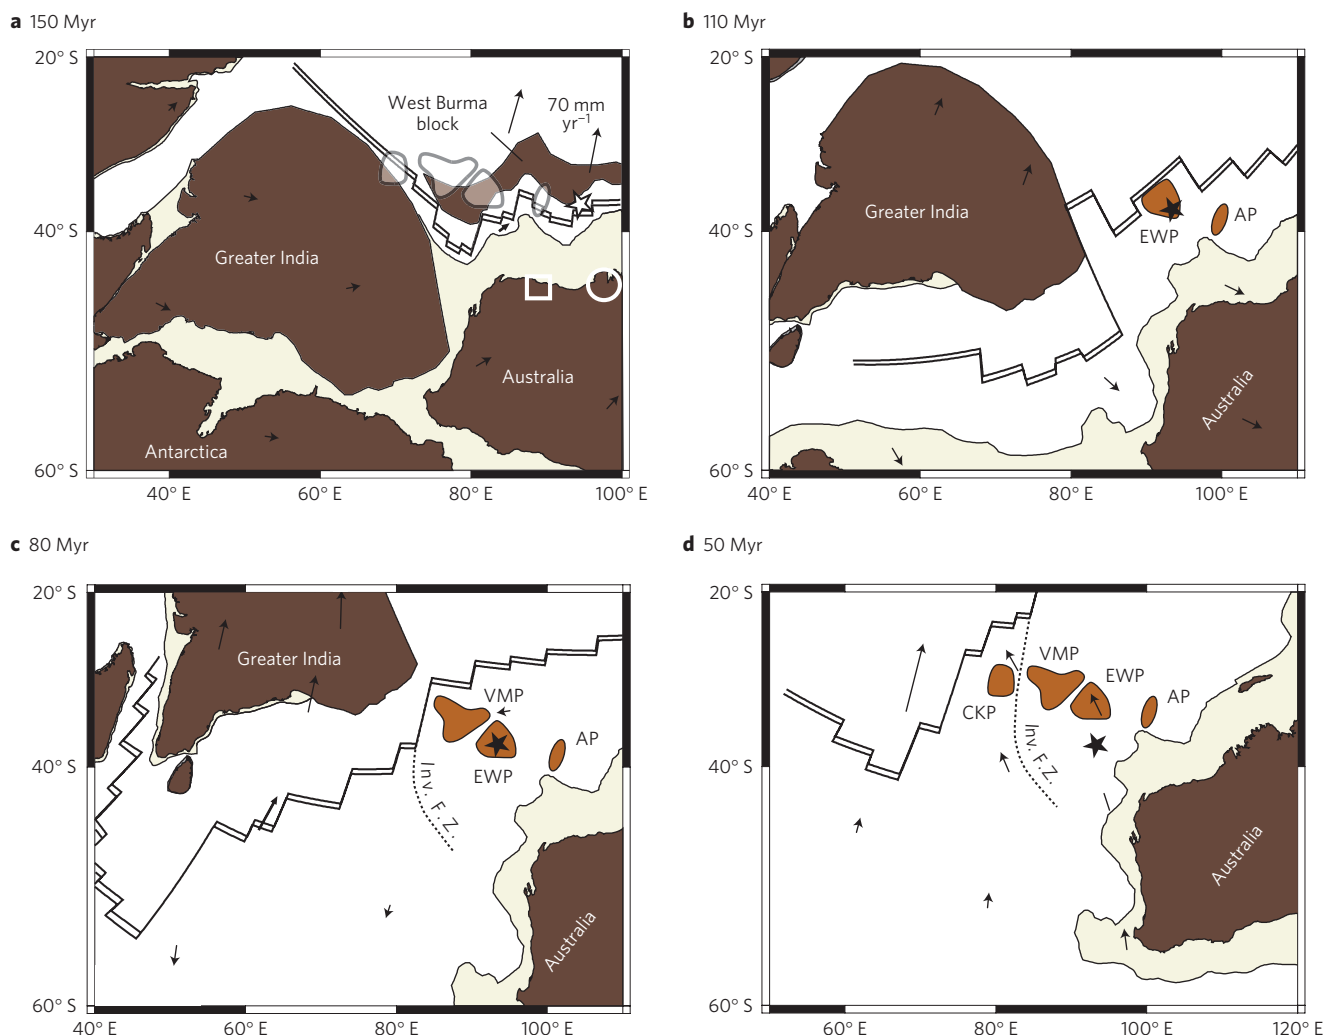 a 150 Myr
20° S
40° S
60° S
40° E
60° E
80° E
100° E
West Burma
block
70 mm
yr⁻¹
Greater India
Australia
Antarctica
b 110 Myr
20° S
40° S
60° S
40° E
60° E
80° E
100° E
Greater India
EWP
AP
Australia
c 80 Myr
20° S
40° S
60° S
40° E
60° E
80° E
100° E
Greater India
VMP
AP
EWP
Inv. F.Z.
Australia
d 50 Myr
20° S
40° S
60° S
60° E
80° E
100° E
120° E
VMP
EWP
AP
CKP
Inv. F.Z.
Australia